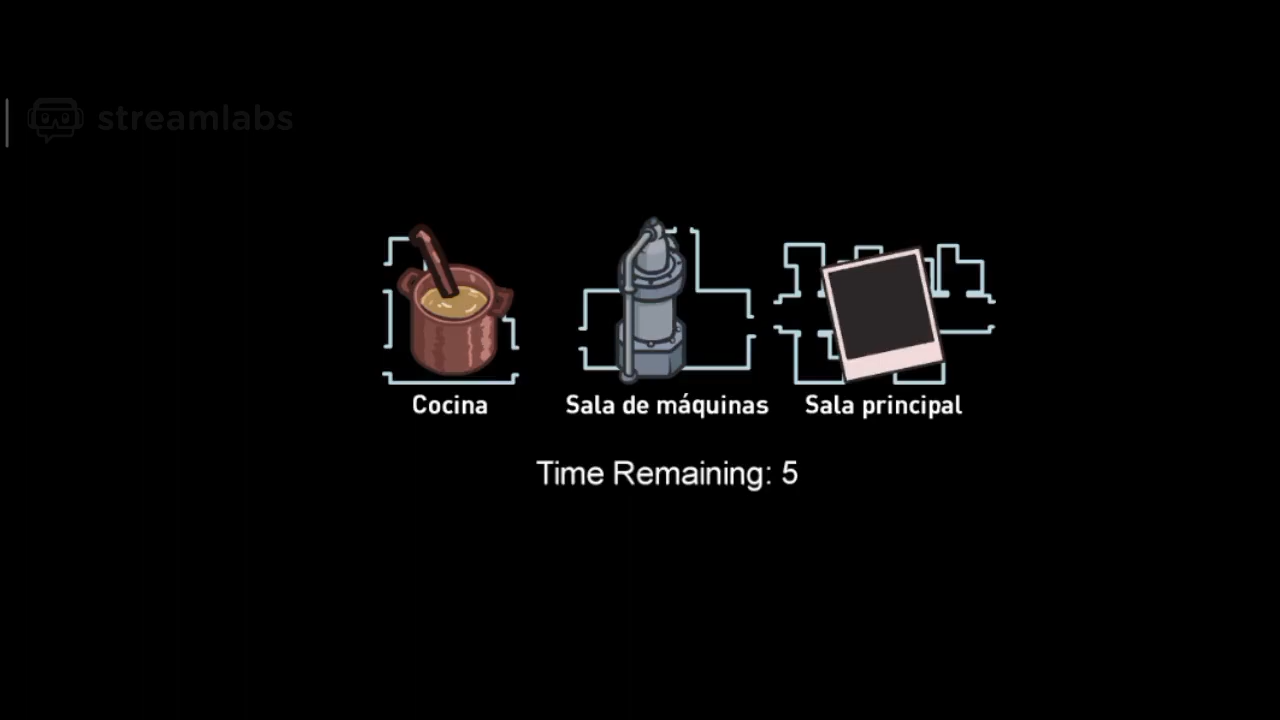 streamlabs
Cocina
Sala de máquinas
Sala principal
Time Remaining: 5